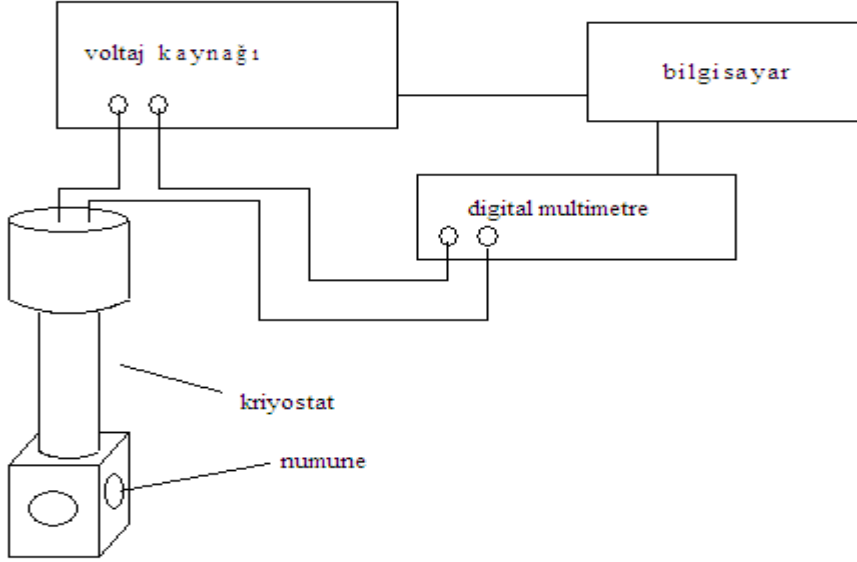 voltaj kaynağı
bilgisayar
digital multimetre
kriyostat
numune